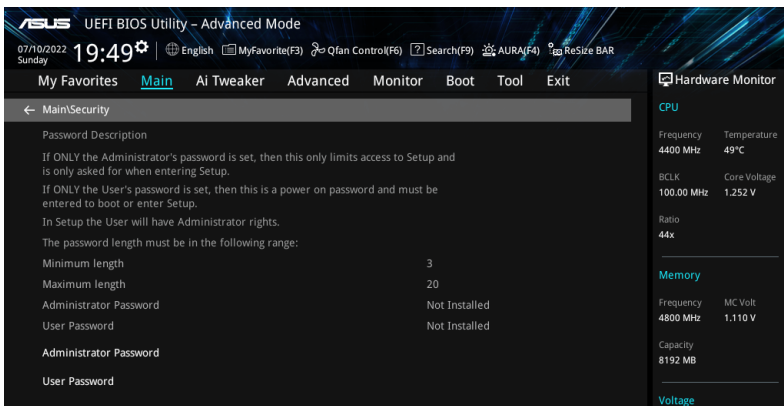 ASUS UEFI BIOS Utility – Advanced Mode
07/10/2022
Sunday
19:49
English MyFavorite(F3) Qfan Control(F6) ? Search(F9) AURA(F4) ReSize BAR
My Favorites Main Ai Tweaker Advanced Monitor Boot Tool Exit
← Main\Security
Password Description
If ONLY the Administrator's password is set, then this only limits access to Setup and
is only asked for when entering Setup.
If ONLY the User's password is set, then this is a power on password and must be
entered to boot or enter Setup.
In Setup the User will have Administrator rights.
The password length must be in the following range:
Minimum length 3
Maximum length 20
Administrator Password Not Installed
User Password Not Installed
Administrator Password
User Password
Hardware Monitor
CPU
Frequency Temperature
4400 MHz 49°C
BCLK Core Voltage
100.00 MHz 1.252 V
Ratio
44x
Memory
Frequency MC Volt
4800 MHz 1.110 V
Capacity
8192 MB
Voltage